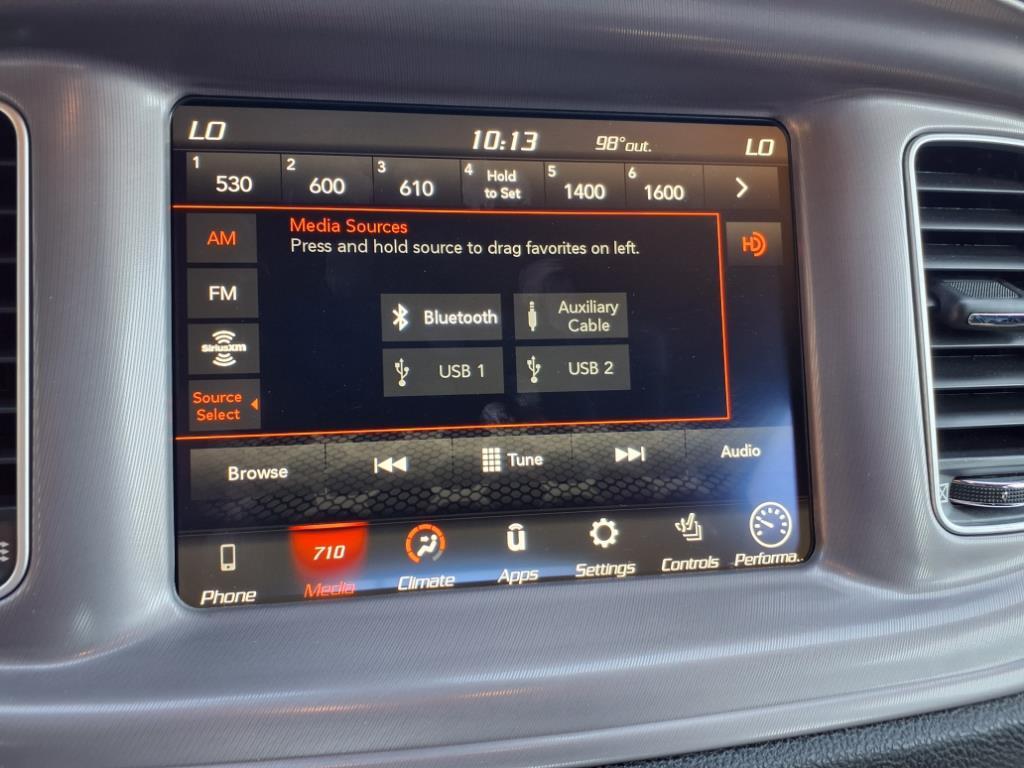 LO 10:13 98°out. LO
1 530 2 600 3 610 4 Hold to Set 5 1400 6 1600
AM
Media Sources
Press and hold source to drag favorites on left.
HD
FM
Bluetooth
Auxiliary
Cable
SiriusXM
USB 1
USB 2
Source
Select
Browse Tune Audio
710
Phone Media Climate Apps Settings Controls Performa..